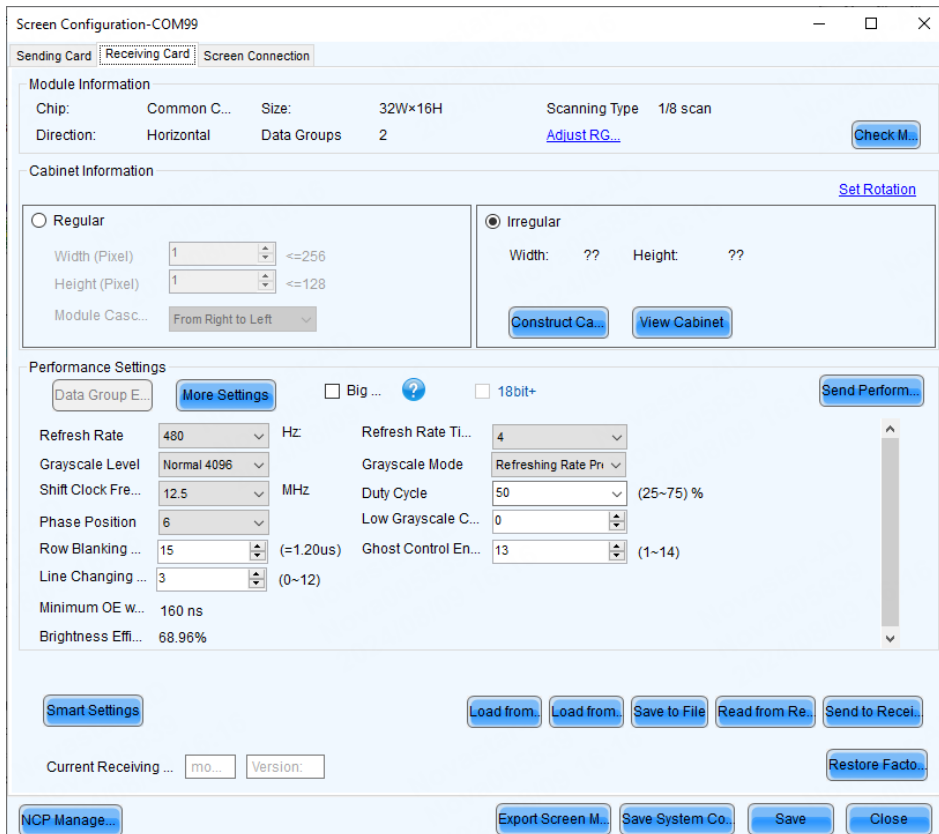 Screen Configuration-COM99
Sending Card Receiving Card Screen Connection
Module Information
Chip: Common C... Size: 32W×16H Scanning Type 1/8 scan
Direction: Horizontal Data Groups 2 Adjust RG... Check M...
Cabinet Information
Set Rotation
Regular Irregular
Width (Pixel) 1 <=256 Width: ?? Height: ??
Height (Pixel) 1 <=128
Module Casc... From Right to Left Construct Ca... View Cabinet
Performance Settings
Data Group E... More Settings Big ... ? 18bit+ Send Perform...
Refresh Rate 480 Hz: Refresh Rate Ti... 4
Grayscale Level Normal 4096 Grayscale Mode Refreshing Rate Pri
Shift Clock Fre... 12.5 MHz Duty Cycle 50 (25~75) %
Phase Position 6 Low Grayscale C... 0
Row Blanking ... 15 (=1.20us) Ghost Control En... 13 (1~14)
Line Changing ... 3 (0~12)
Minimum OE w... 160 ns
Brightness Effi... 68.96%
Smart Settings Load from.. Load from.. Save to File Read from Re... Send to Recei...
Current Receiving ... mo... Version: Restore Facto...
NCP Manage... Export Screen M... Save System Co... Save Close